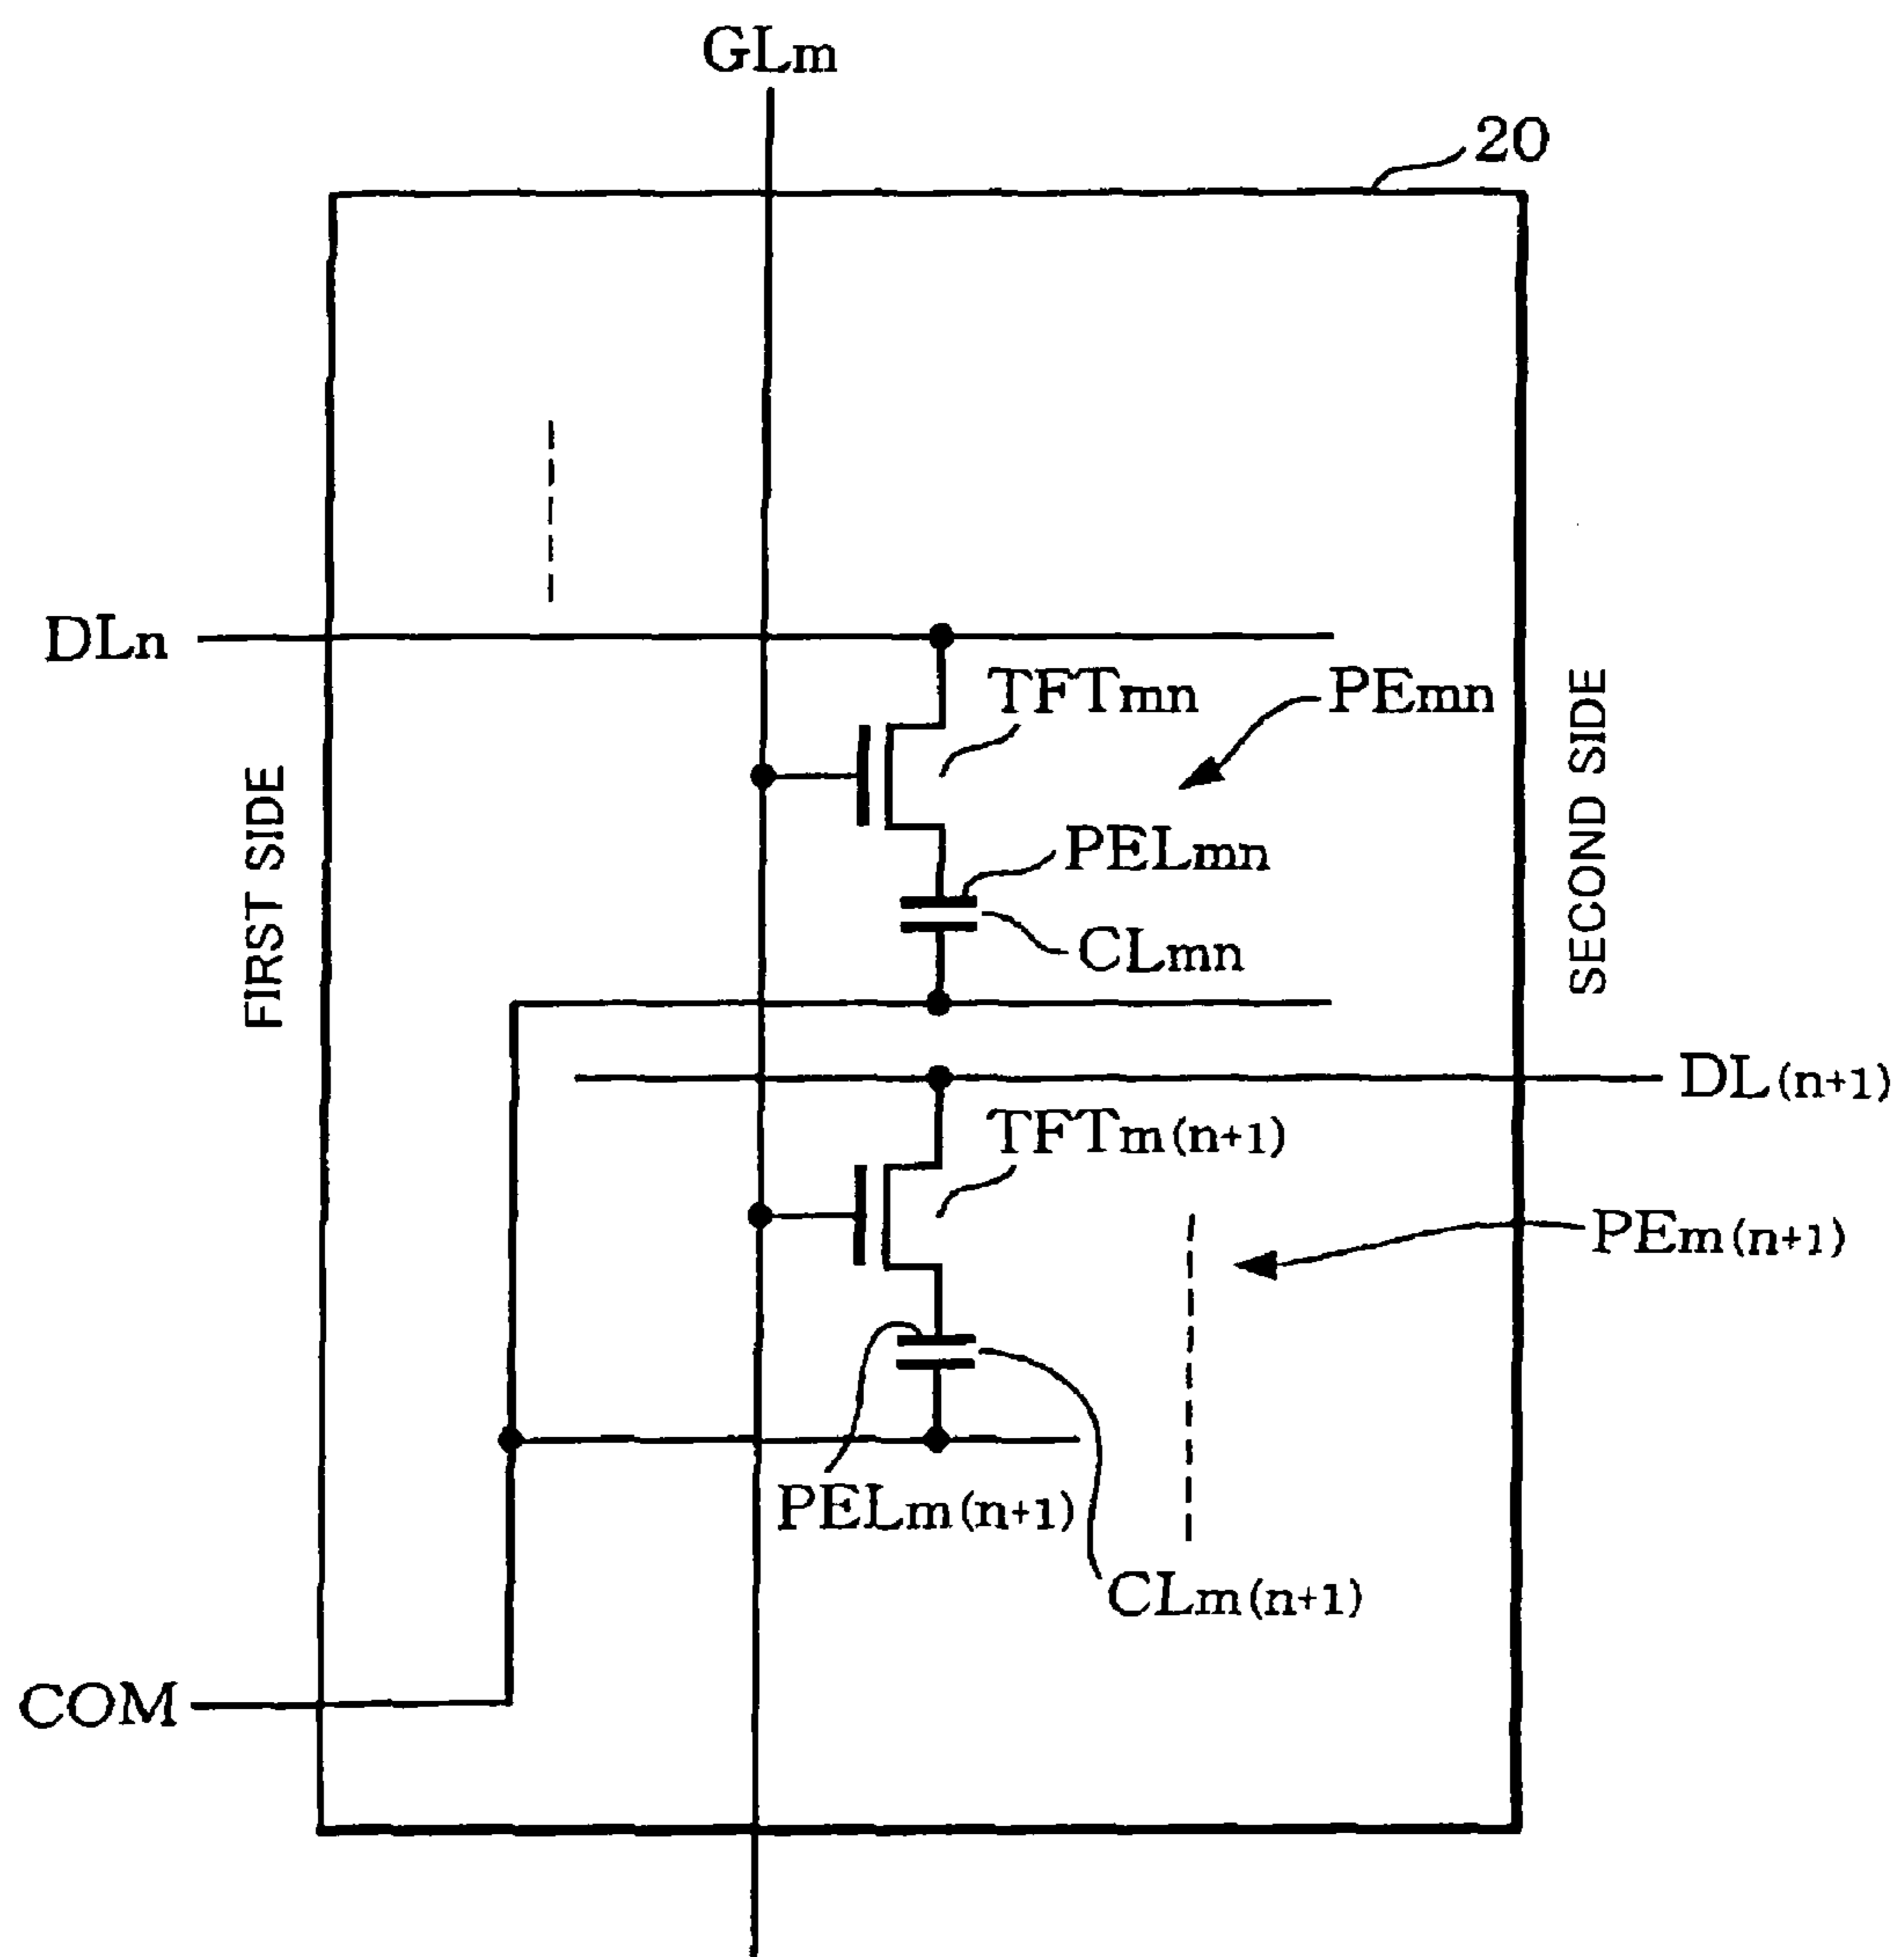 GLm
20
DLn
TFTmn
PEmn
PELmn
CLmn
FIRST SIDE
SECOND SIDE
DL(n+1)
TFTm(n+1)
PEm(n+1)
PELm(n+1)
CLm(n+1)
COM